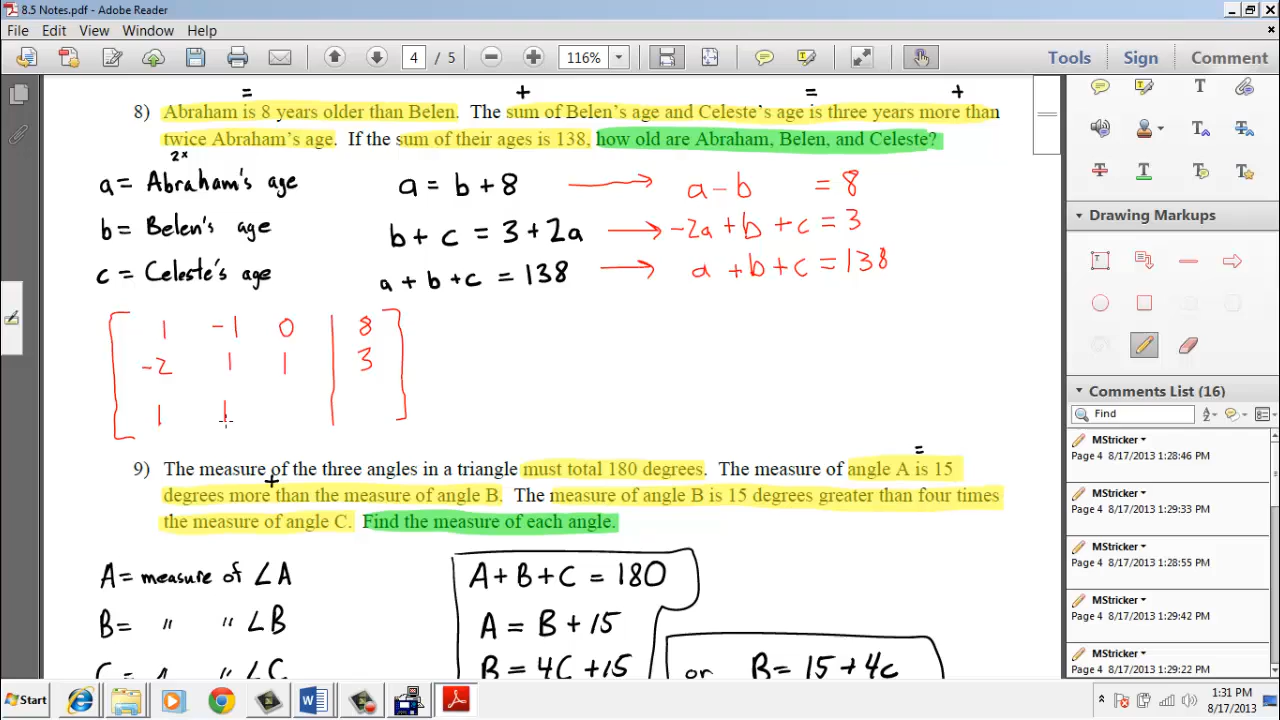 8.5 Notes.pdf - Adobe Reader
File Edit View Window Help
4 / 5 116% Tools Sign Comment
= + = +
8) Abraham is 8 years older than Belen. The sum of Belen's age and Celeste's age is three years more than
twice Abraham's age. If the sum of their ages is 138, how old are Abraham, Belen, and Celeste?
2x
a = Abraham's age a = b + 8 → a - b = 8
b = Belen's age b + c = 3 + 2a → -2a + b + c = 3
c = Celeste's age a + b + c = 138 → a + b + c = 138
1 -1 0 | 8
-2 1 1 | 3
1 1
=
9) The measure of the three angles in a triangle must total 180 degrees. The measure of angle A is 15
+
degrees more than the measure of angle B. The measure of angle B is 15 degrees greater than four times
the measure of angle C. Find the measure of each angle.
A = measure of ∠A A + B + C = 180
B = " " ∠B A = B + 15
C = " " ∠C B = 4C + 15 or B = 15 + 4c
Drawing Markups
Comments List (16)
Find
MStricker
Page 4 8/17/2013 1:28:46 PM
MStricker
Page 4 8/17/2013 1:29:33 PM
MStricker
Page 4 8/17/2013 1:28:55 PM
MStricker
Page 4 8/17/2013 1:29:42 PM
MStricker
Page 4 8/17/2013 1:29:22 PM
Start
1:31 PM
8/17/2013